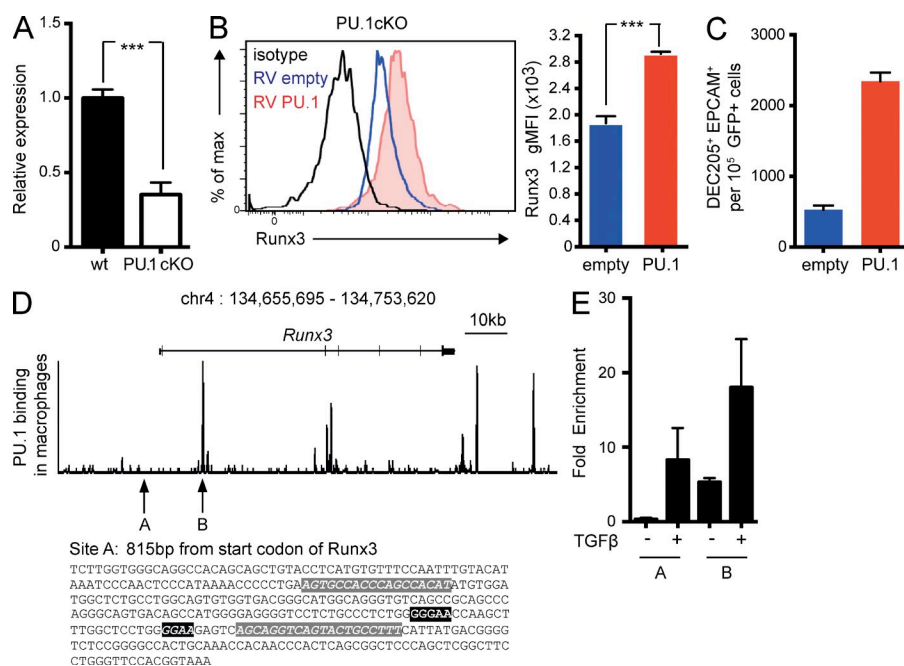 A
1.5
1.0
0.5
0
Relative expression
***
wt
PU.1 cKO
B
PU.1cKO
isotype
RV empty
RV PU.1
% of max
0
Runx3
3.2
2.8
2.4
2.0
1.6
1.2
0.8
0.4
0
Runx3 gMFI (x103)
***
empty
PU.1
C
3000
2000
1000
0
DEC205+ EPCAM+
per 10⁵ GFP+ cells
empty
PU.1
D
chr4 : 134,655,695 - 134,753,620
Runx3
10kb
PU.1 binding
in macrophages
A
B
Site A: 815bp from start codon of Runx3
TCTTGGTGGGCAGGCCACAGCAGCTGTACCTCATGTGTTTCCAATTTGTACAT
AAATCCCAACTCCCATAAAACCCCCTGAAGTGCCACCCAGCCACATATGTGGA
TGGCTCTGCCTGGCAGTGTGGTGACGGGCATGGCAGGGTGTCAGCCGCAGCCC
AGGGCAGTGACAGCCATGGGGAGGGGTCCTCTGCCCTCTGGGGGAACCAAGCT
TTGGCTCCTGGGGAAGAGTCAGCAGGTCAGTACTGCCTTTCATTATGACGGGG
TCTCCGGGGCCACTGCAAACCACAACCCACTCAGCGGCTCCCAGCTCGGCTTC
CTGGGTTCCACGGTAAA
E
30
20
10
0
Fold Enrichment
TGFβ
-
+
-
+
A
B